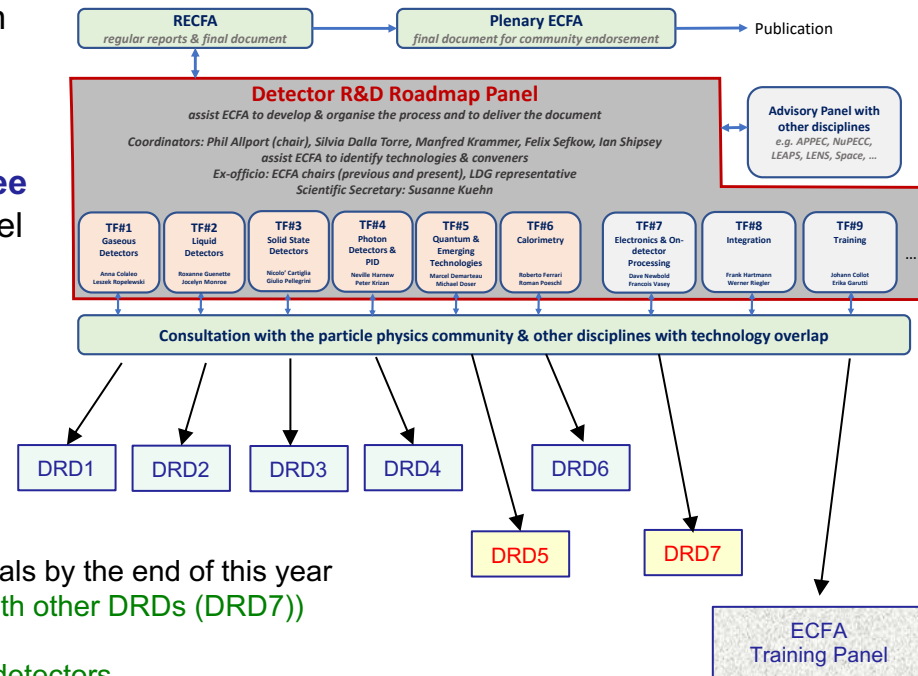 RECFA
regular reports & final document
Plenary ECFA
final document for community endorsement
Publication
Detector R&D Roadmap Panel
assist ECFA to develop & organise the process and to deliver the document
Coordinators: Phil Allport (chair), Silvia Dalla Torre, Manfred Krammer, Felix Sefkow, Ian Shipsey
assist ECFA to identify technologies & conveners
Ex-officio: ECFA chairs (previous and present), LDG representative
Scientific Secretary: Susanne Kuehn
Advisory Panel with
other disciplines
e.g. APPEC, NuPECC,
LEAPS, LENS, Space, …
ee
el
TF#1
Gaseous
Detectors
Anna Colaleo
Leszek Ropelewski
TF#2
Liquid
Detectors
Roxanne Guenette
Jocelyn Monroe
TF#3
Solid State
Detectors
Nicolo' Cartiglia
Giulio Pellegrini
TF#4
Photon
Detectors &
PID
Neville Harnew
Peter Krizan
TF#5
Quantum &
Emerging
Technologies
Marcel Demarteau
Michael Doser
TF#6
Calorimetry
Roberto Ferrari
Roman Poeschl
TF#7
Electronics & On-
detector
Processing
Dave Newbold
Francois Vasey
TF#8
Integration
Frank Hartmann
Werner Riegler
TF#9
Training
Johann Collot
Erika Garutti
...
Consultation with the particle physics community & other disciplines with technology overlap
DRD1
DRD2
DRD3
DRD4
DRD6
DRD5
DRD7
als by the end of this year
th other DRDs (DRD7))
detectors
ECFA
Training Panel